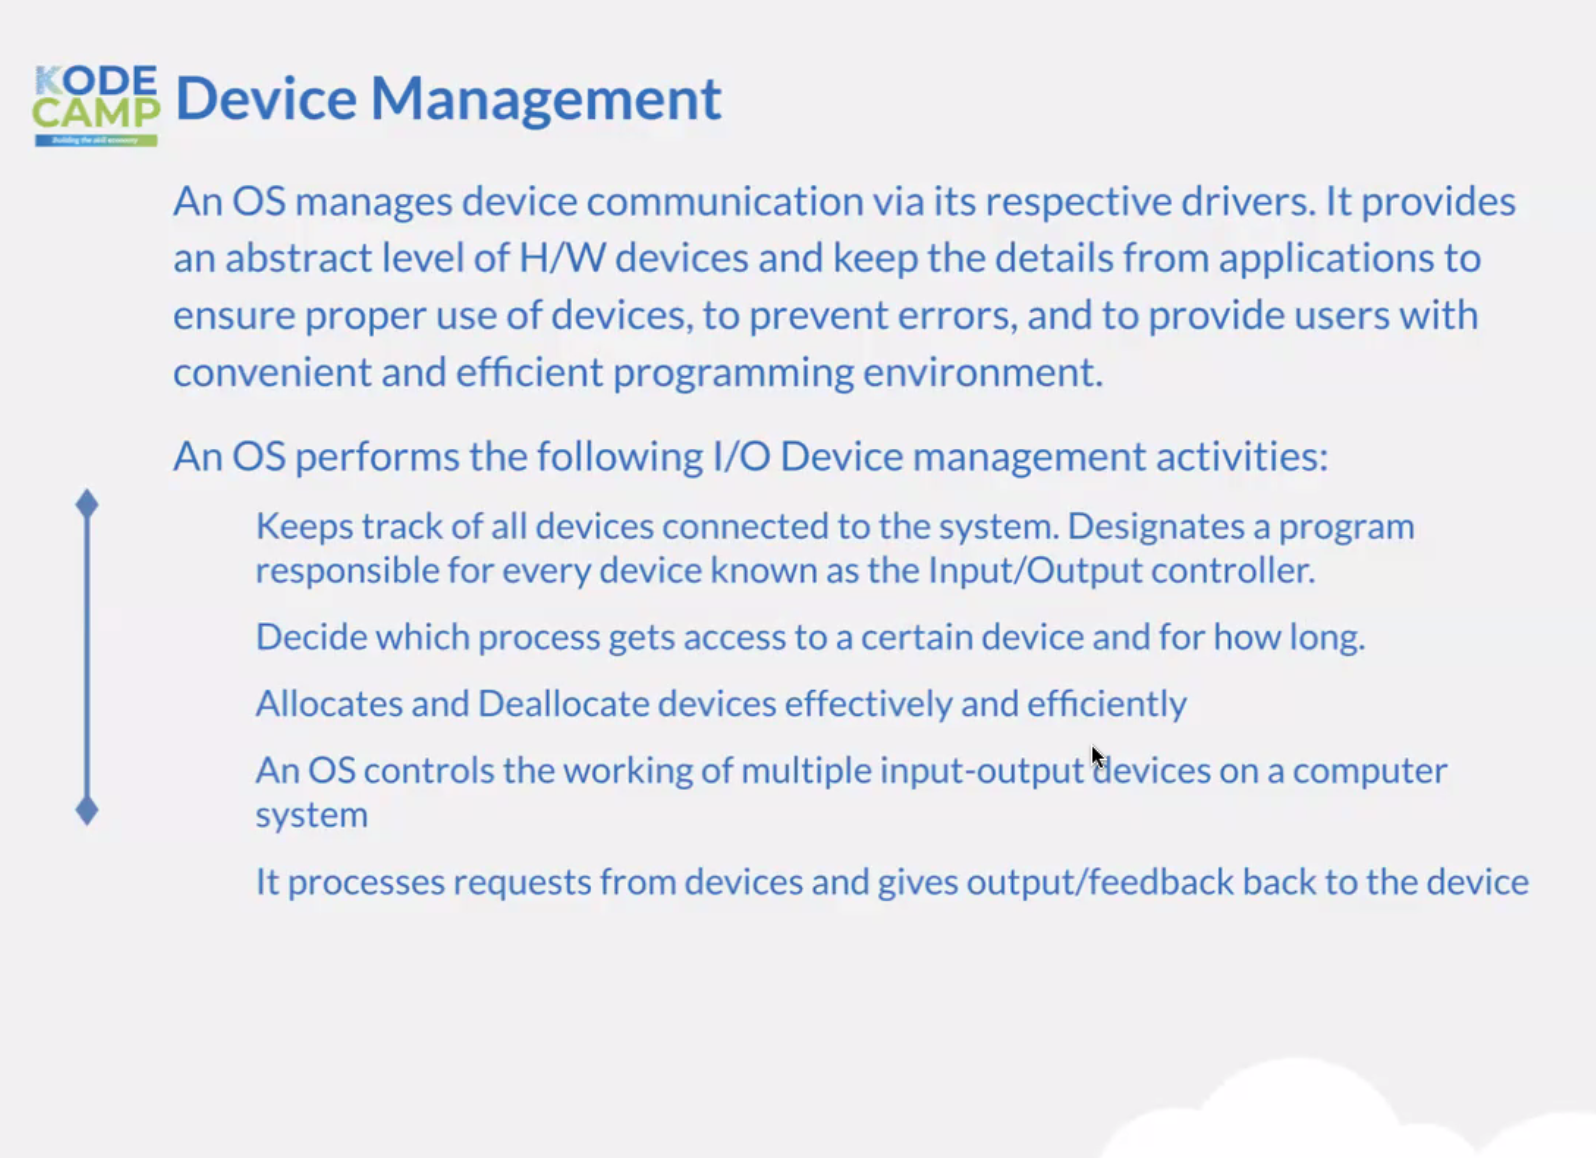 KODE
CAMP
Building the skill economy
Device Management
An OS manages device communication via its respective drivers. It provides
an abstract level of H/W devices and keep the details from applications to
ensure proper use of devices, to prevent errors, and to provide users with
convenient and efficient programming environment.
An OS performs the following I/O Device management activities:
Keeps track of all devices connected to the system. Designates a program
responsible for every device known as the Input/Output controller.
Decide which process gets access to a certain device and for how long.
Allocates and Deallocate devices effectively and efficiently
An OS controls the working of multiple input-output devices on a computer
system
It processes requests from devices and gives output/feedback back to the device